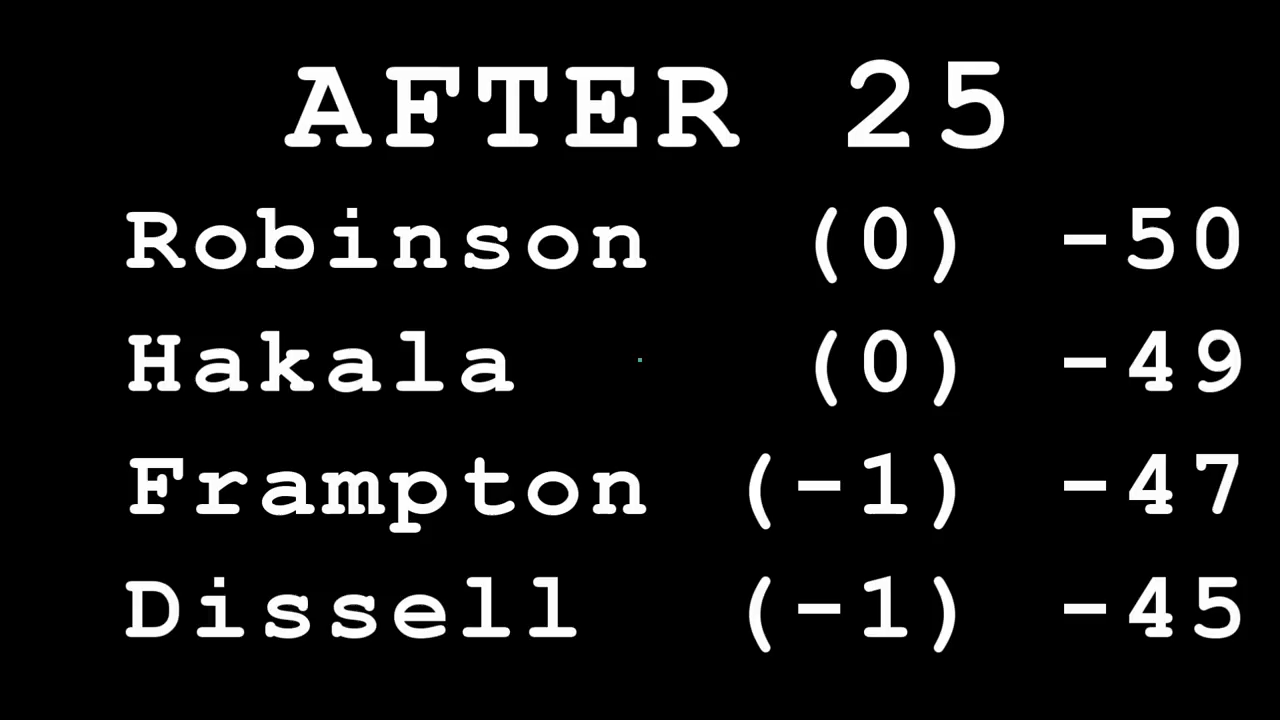 AFTER 25
Robinson (0) -50
Hakala (0) -49
Frampton (-1) -47
Dissell (-1) -45